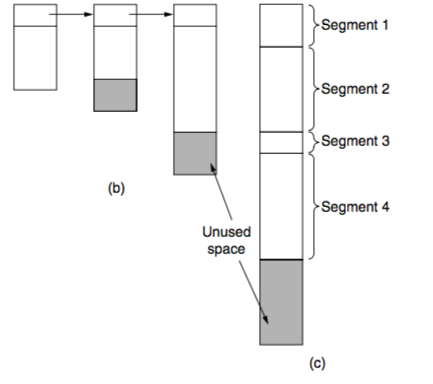 Segment 1
Segment 2
Segment 3
(b)
Segment 4
Unused
space
(c)